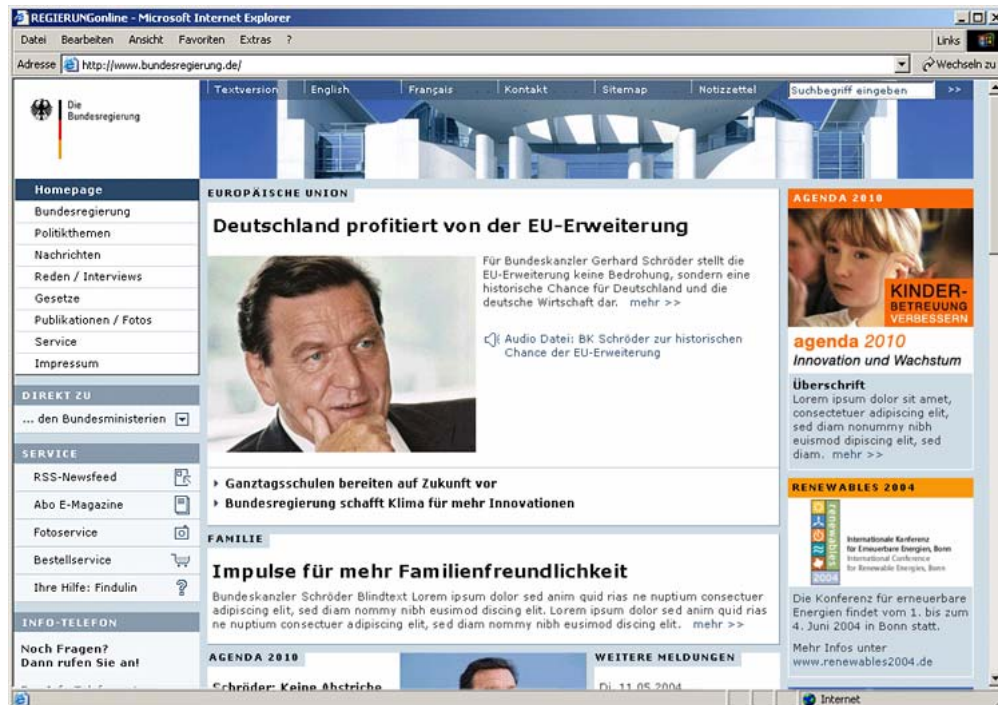 REGIERUNGonline - Microsoft Internet Explorer
Datei Bearbeiten Ansicht Favoriten Extras ?
Links
Adresse http://www.bundesregierung.de/
Wechseln zu
Die
Bundesregierung
Textversion English Français Kontakt Sitemap Notizzettel Suchbegriff eingeben >>
Homepage
Bundesregierung
Politikthemen
Nachrichten
Reden / Interviews
Gesetze
Publikationen / Fotos
Service
Impressum
DIREKT ZU
... den Bundesministerien
SERVICE
RSS-Newsfeed
Abo E-Magazine
Fotoservice
Bestellservice
Ihre Hilfe: Findulin
INFO-TELEFON
Noch Fragen?
Dann rufen Sie an!
EUROPÄISCHE UNION
Deutschland profitiert von der EU-Erweiterung
Für Bundeskanzler Gerhard Schröder stellt die
EU-Erweiterung keine Bedrohung, sondern eine
historische Chance für Deutschland und die
deutsche Wirtschaft dar. mehr >>
Audio Datei: BK Schröder zur historischen
Chance der EU-Erweiterung
Ganztagsschulen bereiten auf Zukunft vor
Bundesregierung schafft Klima für mehr Innovationen
FAMILIE
Impulse für mehr Familienfreundlichkeit
Bundeskanzler Schröder Blindtext Lorem ipsum dolor sed anim quid rias ne nuptium consectuer
adipiscing elit, sed diam nommy nibh eusimod discing elit. Lorem ipsum dolor sed anim quid rias
ne nuptium consectuer adipiscing elit, sed diam nommy nibh eusimod discing elit. mehr >>
AGENDA 2010
Schröder: Keine Abstriche
WEITERE MELDUNGEN
Di, 11.05.2004
AGENDA 2010
KINDER-
BETREUUNG
VERBESSERN
agenda 2010
Innovation und Wachstum
Überschrift
Lorem ipsum dolor sit amet,
consectetuer adipiscing elit,
sed diam nonummy nibh
euismod dipiscing elit, sed
diam. mehr >>
RENEWABLES 2004
renewables
2004
Internationale Konferenz
für Erneuerbare Energien, Bonn
International Conference
for Renewable Energies, Bonn
Die Konferenz für erneuerbare
Energien findet vom 1. bis zum
4. Juni 2004 in Bonn statt.
Mehr Infos unter
www.renewables2004.de
Internet